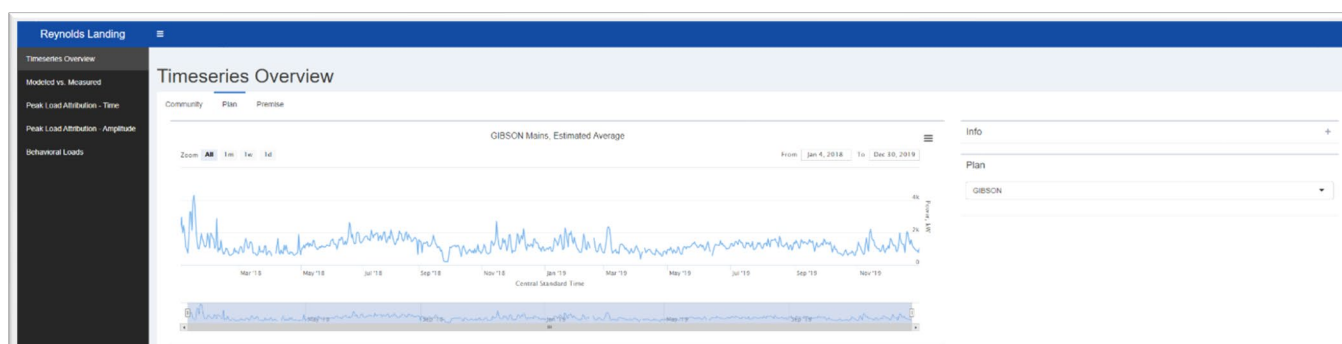 Reynolds Landing
Timeseries Overview
Modeled vs. Measured
Peak Load Attribution - Time
Peak Load Attribution - Amplitude
Behavioral Loads
Timeseries Overview
Community Plan Premise
GIBSON Mains, Estimated Average
Zoom All 1m 1w 1d From Jan 4, 2018 To Dec 10, 2019
4k
2k
0
Power, kW
Mar '18 May '18 Jul '18 Sep '18 Nov '18 Jan '19 Mar '19 May '19 Jul '19 Sep '19 Nov '19
Central Standard Time
Info +
Plan
GIBSON